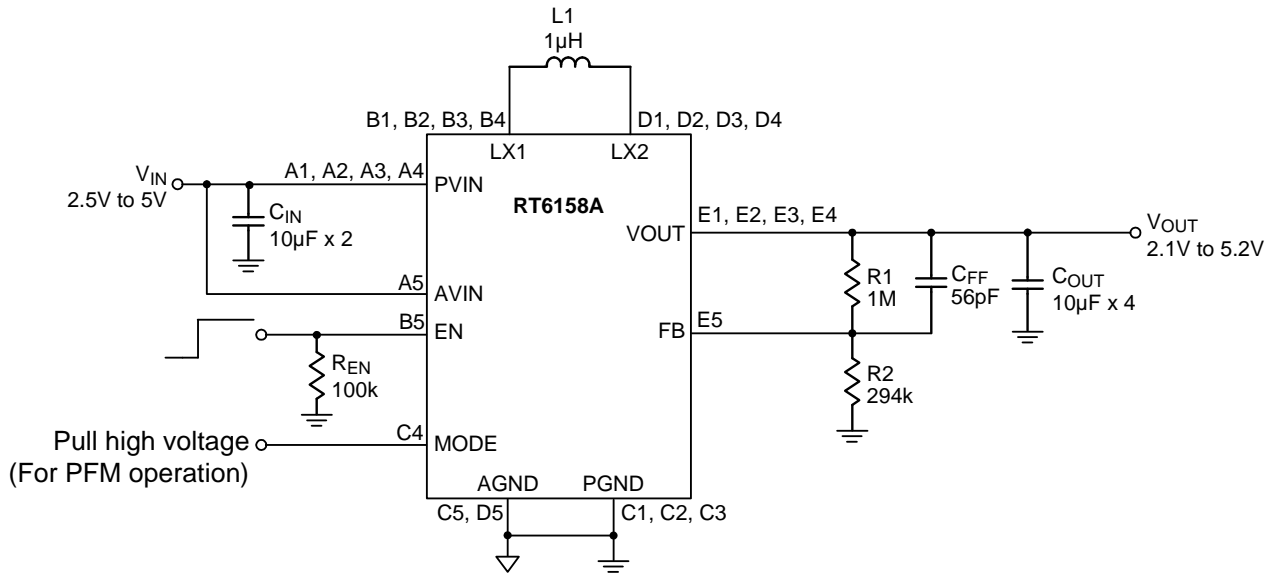 L1
1µH
B1, B2, B3, B4
D1, D2, D3, D4
LX1
LX2
VIN
2.5V to 5V
A1, A2, A3, A4
PVIN
RT6158A
CIN
10µF x 2
VOUT
E1, E2, E3, E4
VOUT
2.1V to 5.2V
R1
1M
CFF
56pF
COUT
10µF x 4
A5
AVIN
B5
EN
FB
E5
REN
100k
R2
294k
Pull high voltage
(For PFM operation)
C4
MODE
AGND
PGND
C5, D5
C1, C2, C3